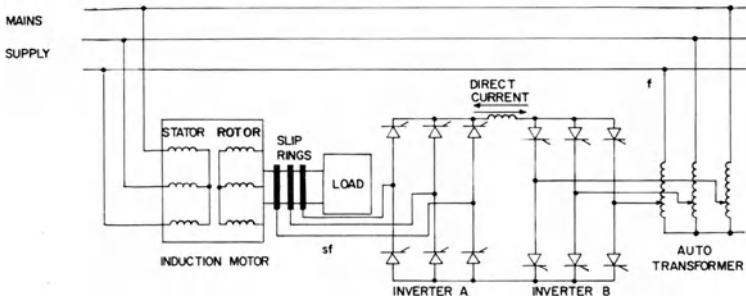 MAINS
SUPPLY
f
DIRECT
CURRENT
STATOR
ROTOR
SLIP
RINGS
LOAD
sf
INDUCTION MOTOR
INVERTER A
INVERTER B
AUTO
TRANSFORMER